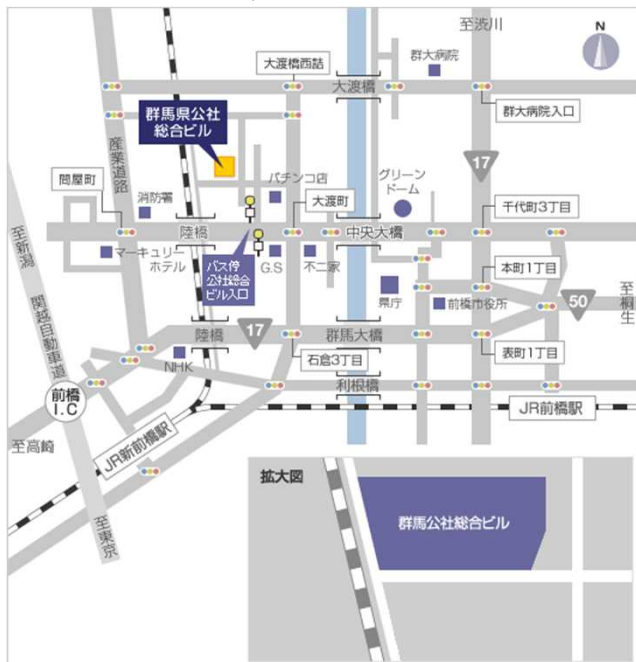 至渋川
N
群大病院
大渡橋西詰
大渡橋
群馬県公社
総合ビル
群大病院入口
産業道路
17
問屋町
消防署
パチンコ店
グリーン
ドーム
大渡町
千代町3丁目
至新潟
陸橋
中央大橋
マーキュリー
ホテル
バス停
公社総合
ビル入口
G.S
不二家
県庁
本町1丁目
前橋市役所
50
至桐生
関越自動車道
陸橋
17
群馬大橋
NHK
石倉3丁目
表町1丁目
利根橋
前橋
I.C
JR前橋駅
至高崎
JR新前橋駅
至東京
拡大図
群馬公社総合ビル